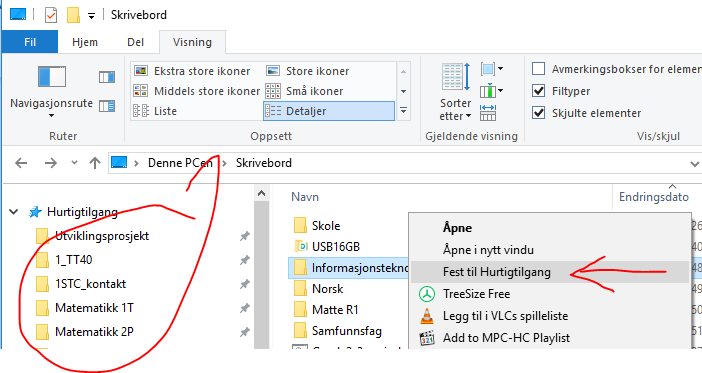 Skrivebord
Fil Hjem Del Visning
Navigasjonsrute
Ruter
Ekstra store ikoner Store ikoner
Middels store ikoner Små ikoner
Liste Detaljer
Oppsett
Sorter etter
Gjeldende visning
Avmerkingsbokser for elemen
Filtyper
Skjulte elementer
Vis/skjul
Denne PCen Skrivebord
Hurtigtilgang
Utviklingsprosjekt
1_TT40
1STC_kontakt
Matematikk 1T
Matematikk 2P
Navn Endringsdato
Skole
USB16GB
Informasjonstekno
Norsk
Matte R1
Samfunnsfag
Åpne
Åpne i nytt vindu
Fest til Hurtigtilgang
TreeSize Free
Legg til i VLCs spilleliste
Add to MPC-HC Playlist